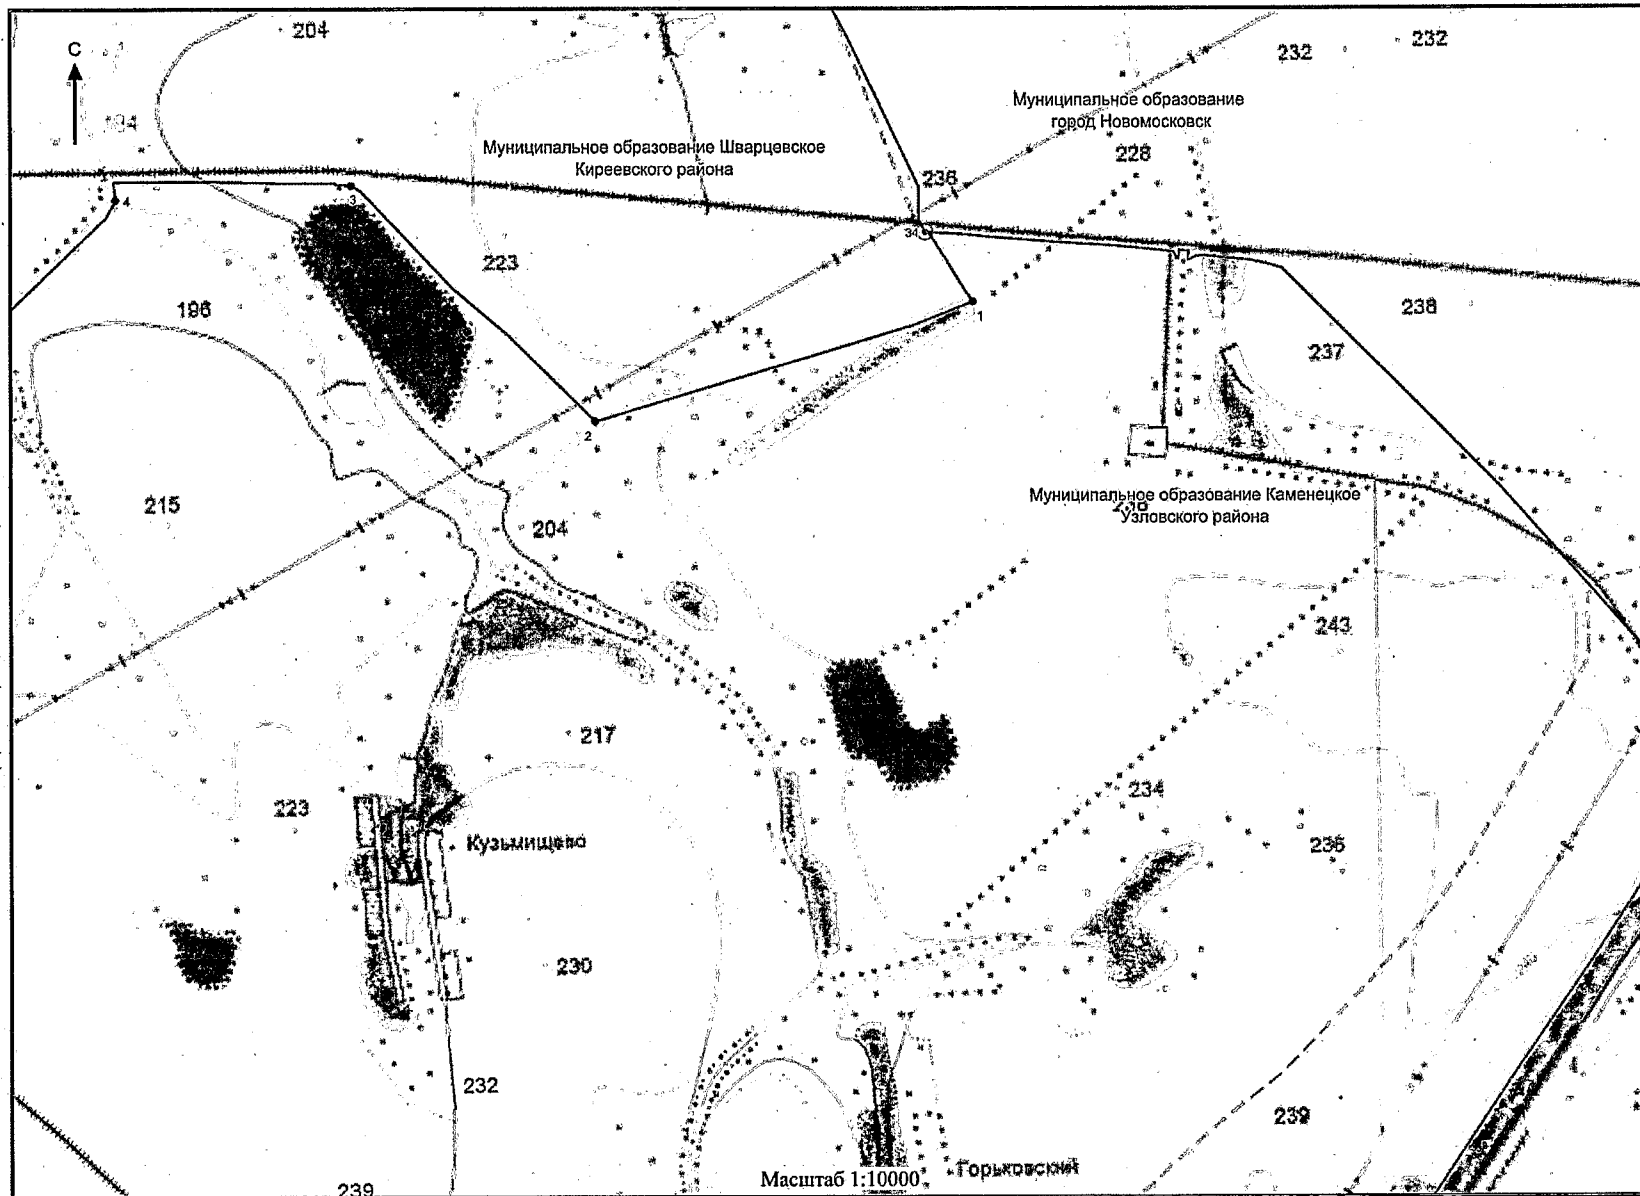 204
232
232
С
194
Муниципальное образование
город Новомосковск
Муниципальное образование Шварцевское
Киреевского района
228
236
4
3
34
223
196
1
238
237
2
215
204
Муниципальное образование Каменецкое
Узловского района
243
217
223
234
Кузьмищево
236
230
232
239
Горьковский
Масштаб 1:10000
239